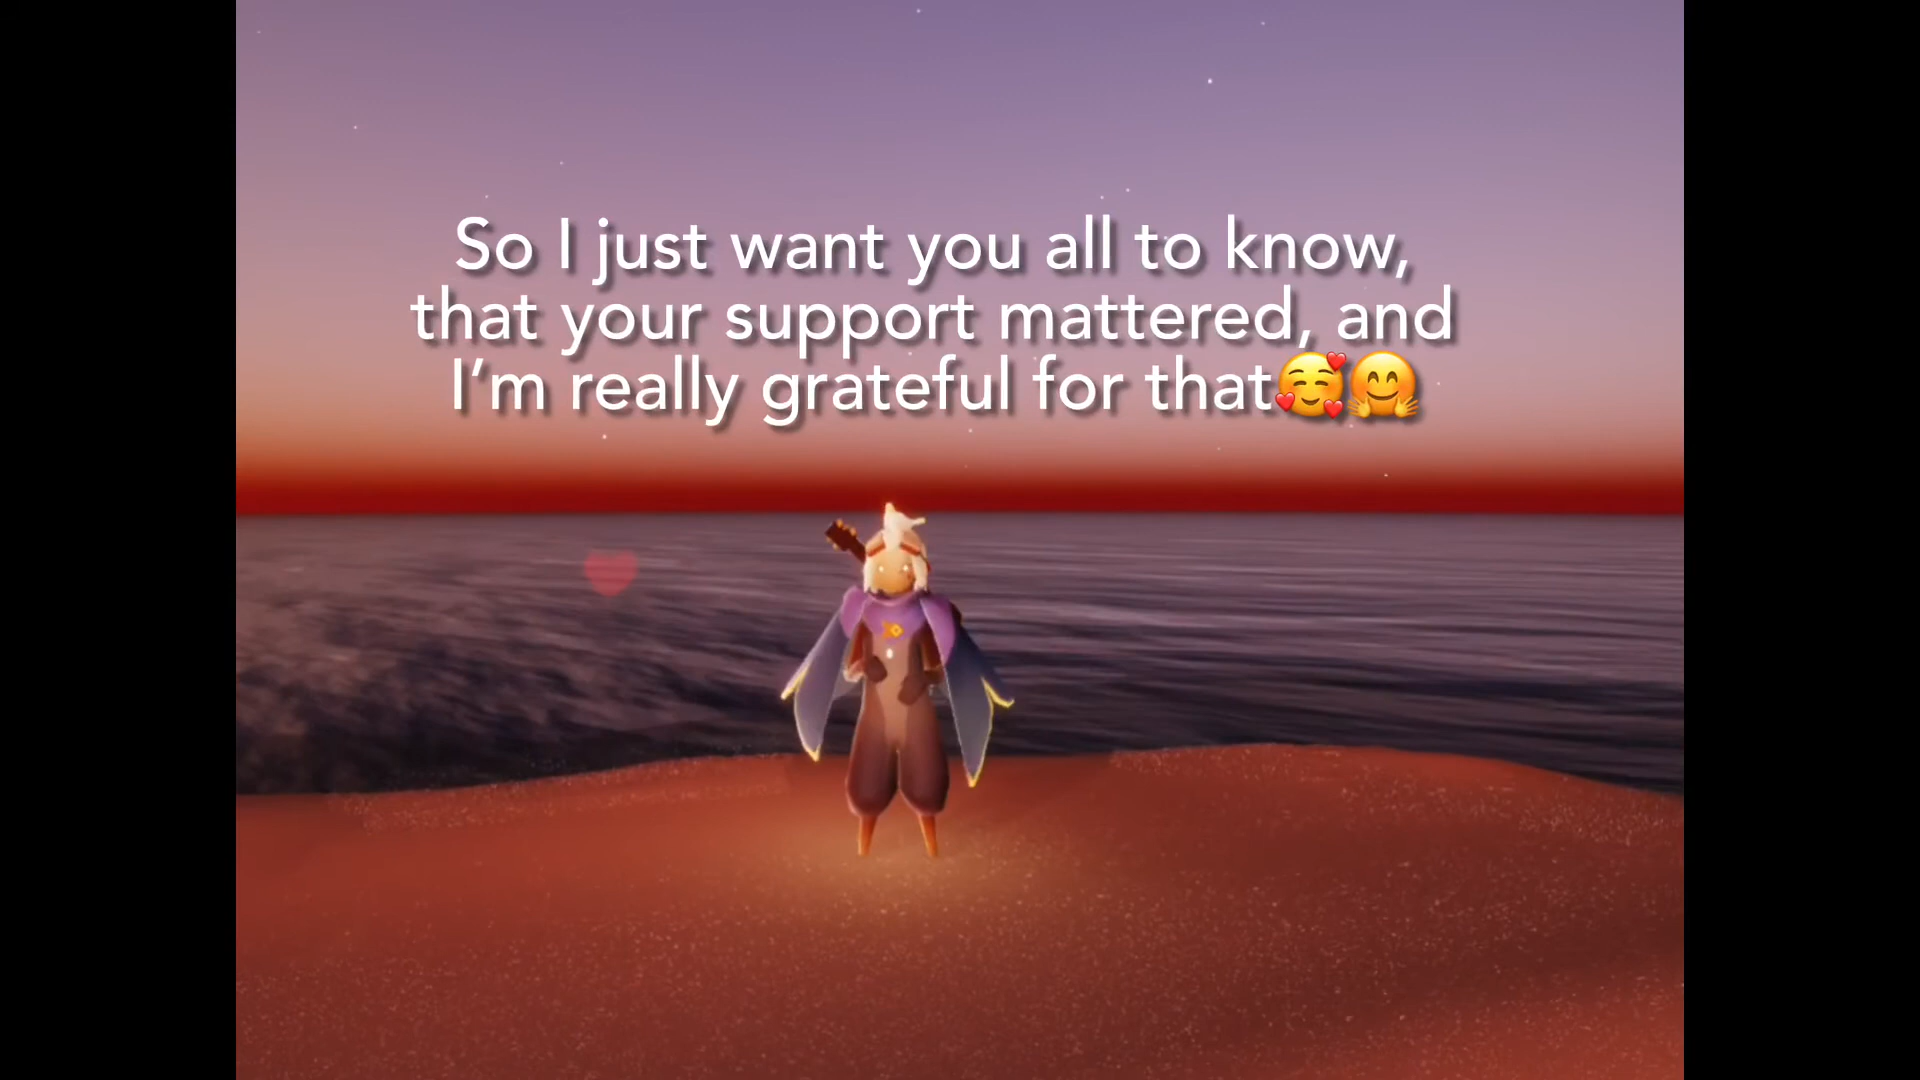 So I just want you all to know,
that your support mattered, and
I’m really grateful for that🥰🤗